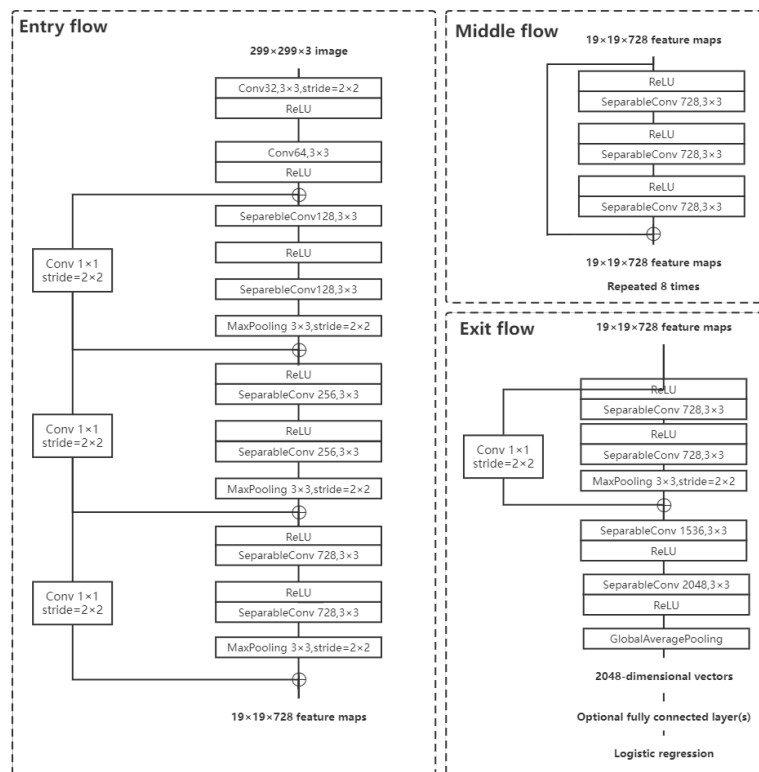 Entry flow
299×299×3 image
Conv32,3×3,stride=2×2
ReLU
Conv64,3×3
ReLU
SeparebleConv128,3×3
ReLU
SeparebleConv128,3×3
MaxPooling 3×3,stride=2×2
Conv 1×1
stride=2×2
ReLU
SeparableConv 256,3×3
ReLU
SeparableConv 256,3×3
MaxPooling 3×3,stride=2×2
Conv 1×1
stride=2×2
ReLU
SeparableConv 728,3×3
ReLU
SeparableConv 728,3×3
MaxPooling 3×3,stride=2×2
Conv 1×1
stride=2×2
19×19×728 feature maps
Middle flow
19×19×728 feature maps
ReLU
SeparableConv 728,3×3
ReLU
SeparableConv 728,3×3
ReLU
SeparableConv 728,3×3
19×19×728 feature maps
Repeated 8 times
Exit flow
19×19×728 feature maps
ReLU
SeparableConv 728,3×3
ReLU
SeparableConv 728,3×3
MaxPooling 3×3,stride=2×2
Conv 1×1
stride=2×2
SeparableConv 1536,3×3
ReLU
SeparableConv 2048,3×3
ReLU
GlobalAveragePooling
2048-dimensional vectors
Optional fully connected layer(s)
Logistic regression